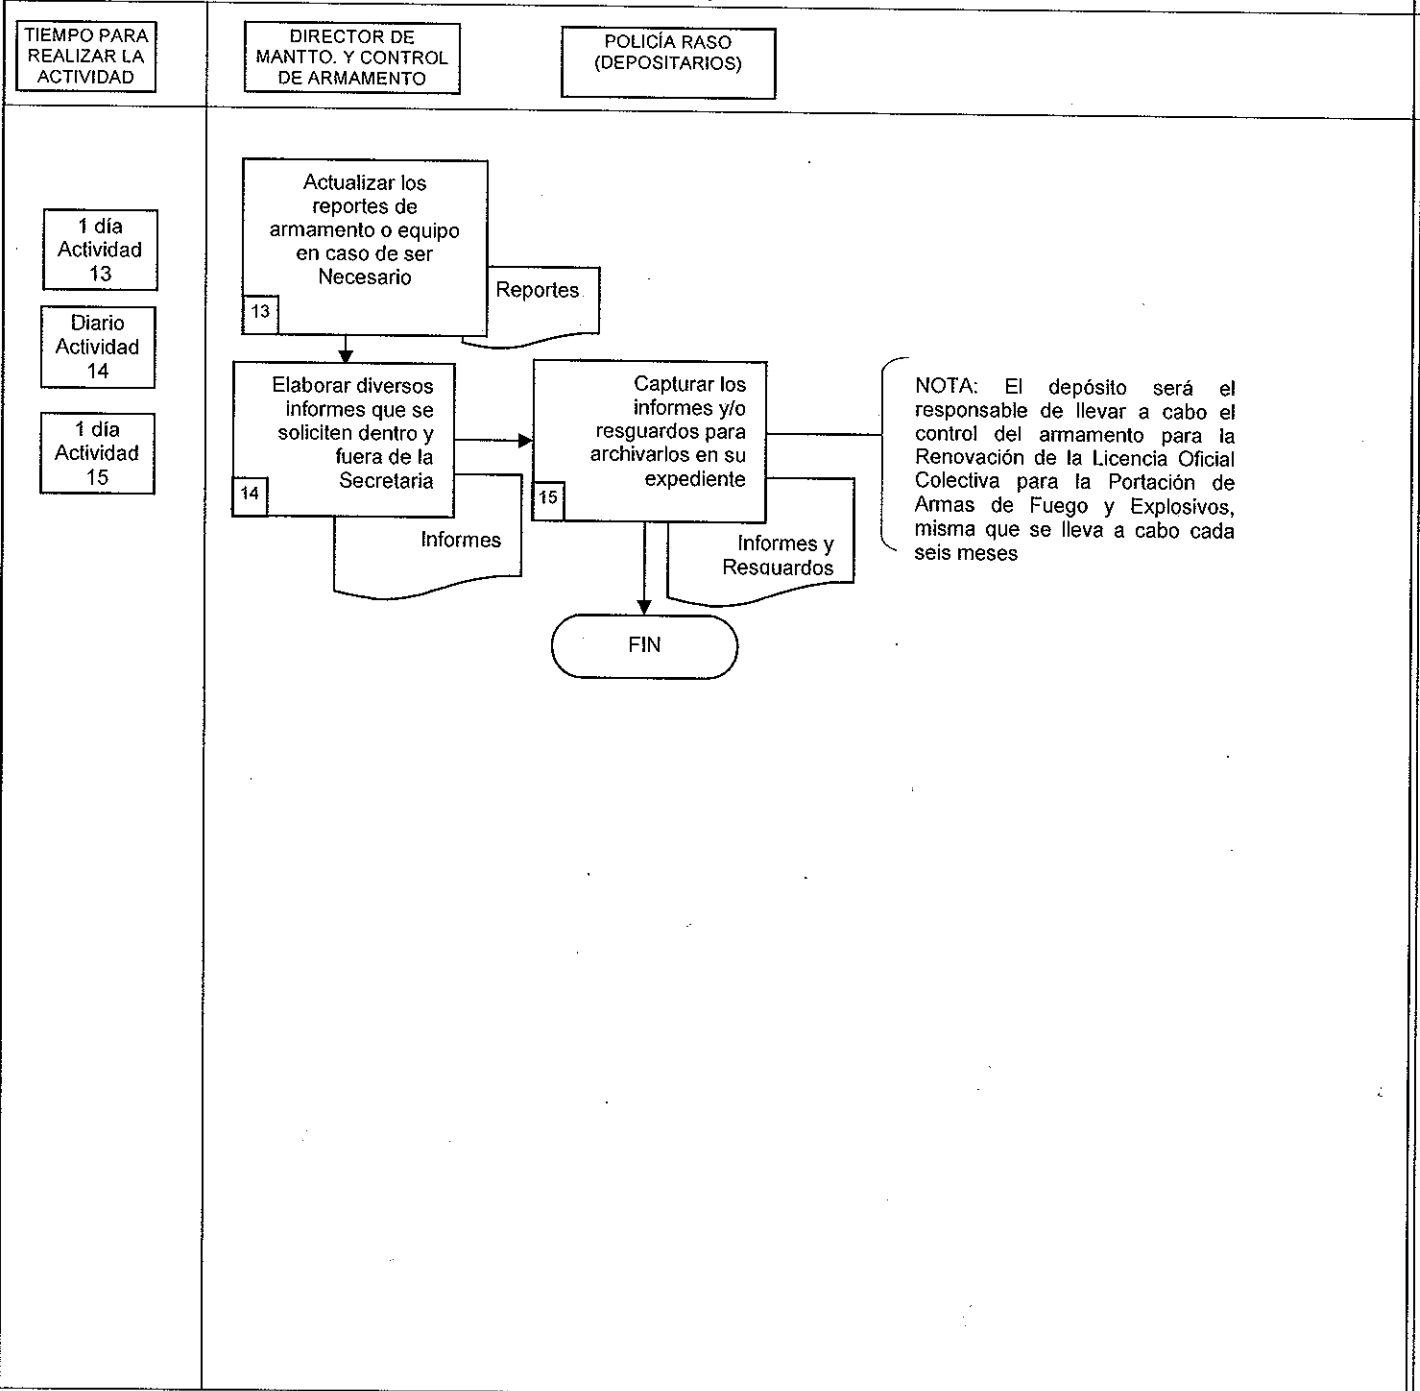 TIEMPO PARA
REALIZAR LA
ACTIVIDAD
DIRECTOR DE
MANTTO. Y CONTROL
DE ARMAMENTO
POLICÍA RASO
(DEPOSITARIOS)
1 día
Actividad
13
Diario
Actividad
14
1 día
Actividad
15
Actualizar los
reportes de
armamento o equipo
en caso de ser
Necesario
13
Reportes
Elaborar diversos
informes que se
soliciten dentro y
fuera de la
Secretaria
14
Informes
Capturar los
informes y/o
resguardos para
archivarlos en su
expediente
15
Informes y
Resguardos
FIN
NOTA: El depósito será el
responsable de llevar a cabo el
control del armamento para la
Renovación de la Licencia Oficial
Colectiva para la Portación de
Armas de Fuego y Explosivos,
misma que se lleva a cabo cada
seis meses